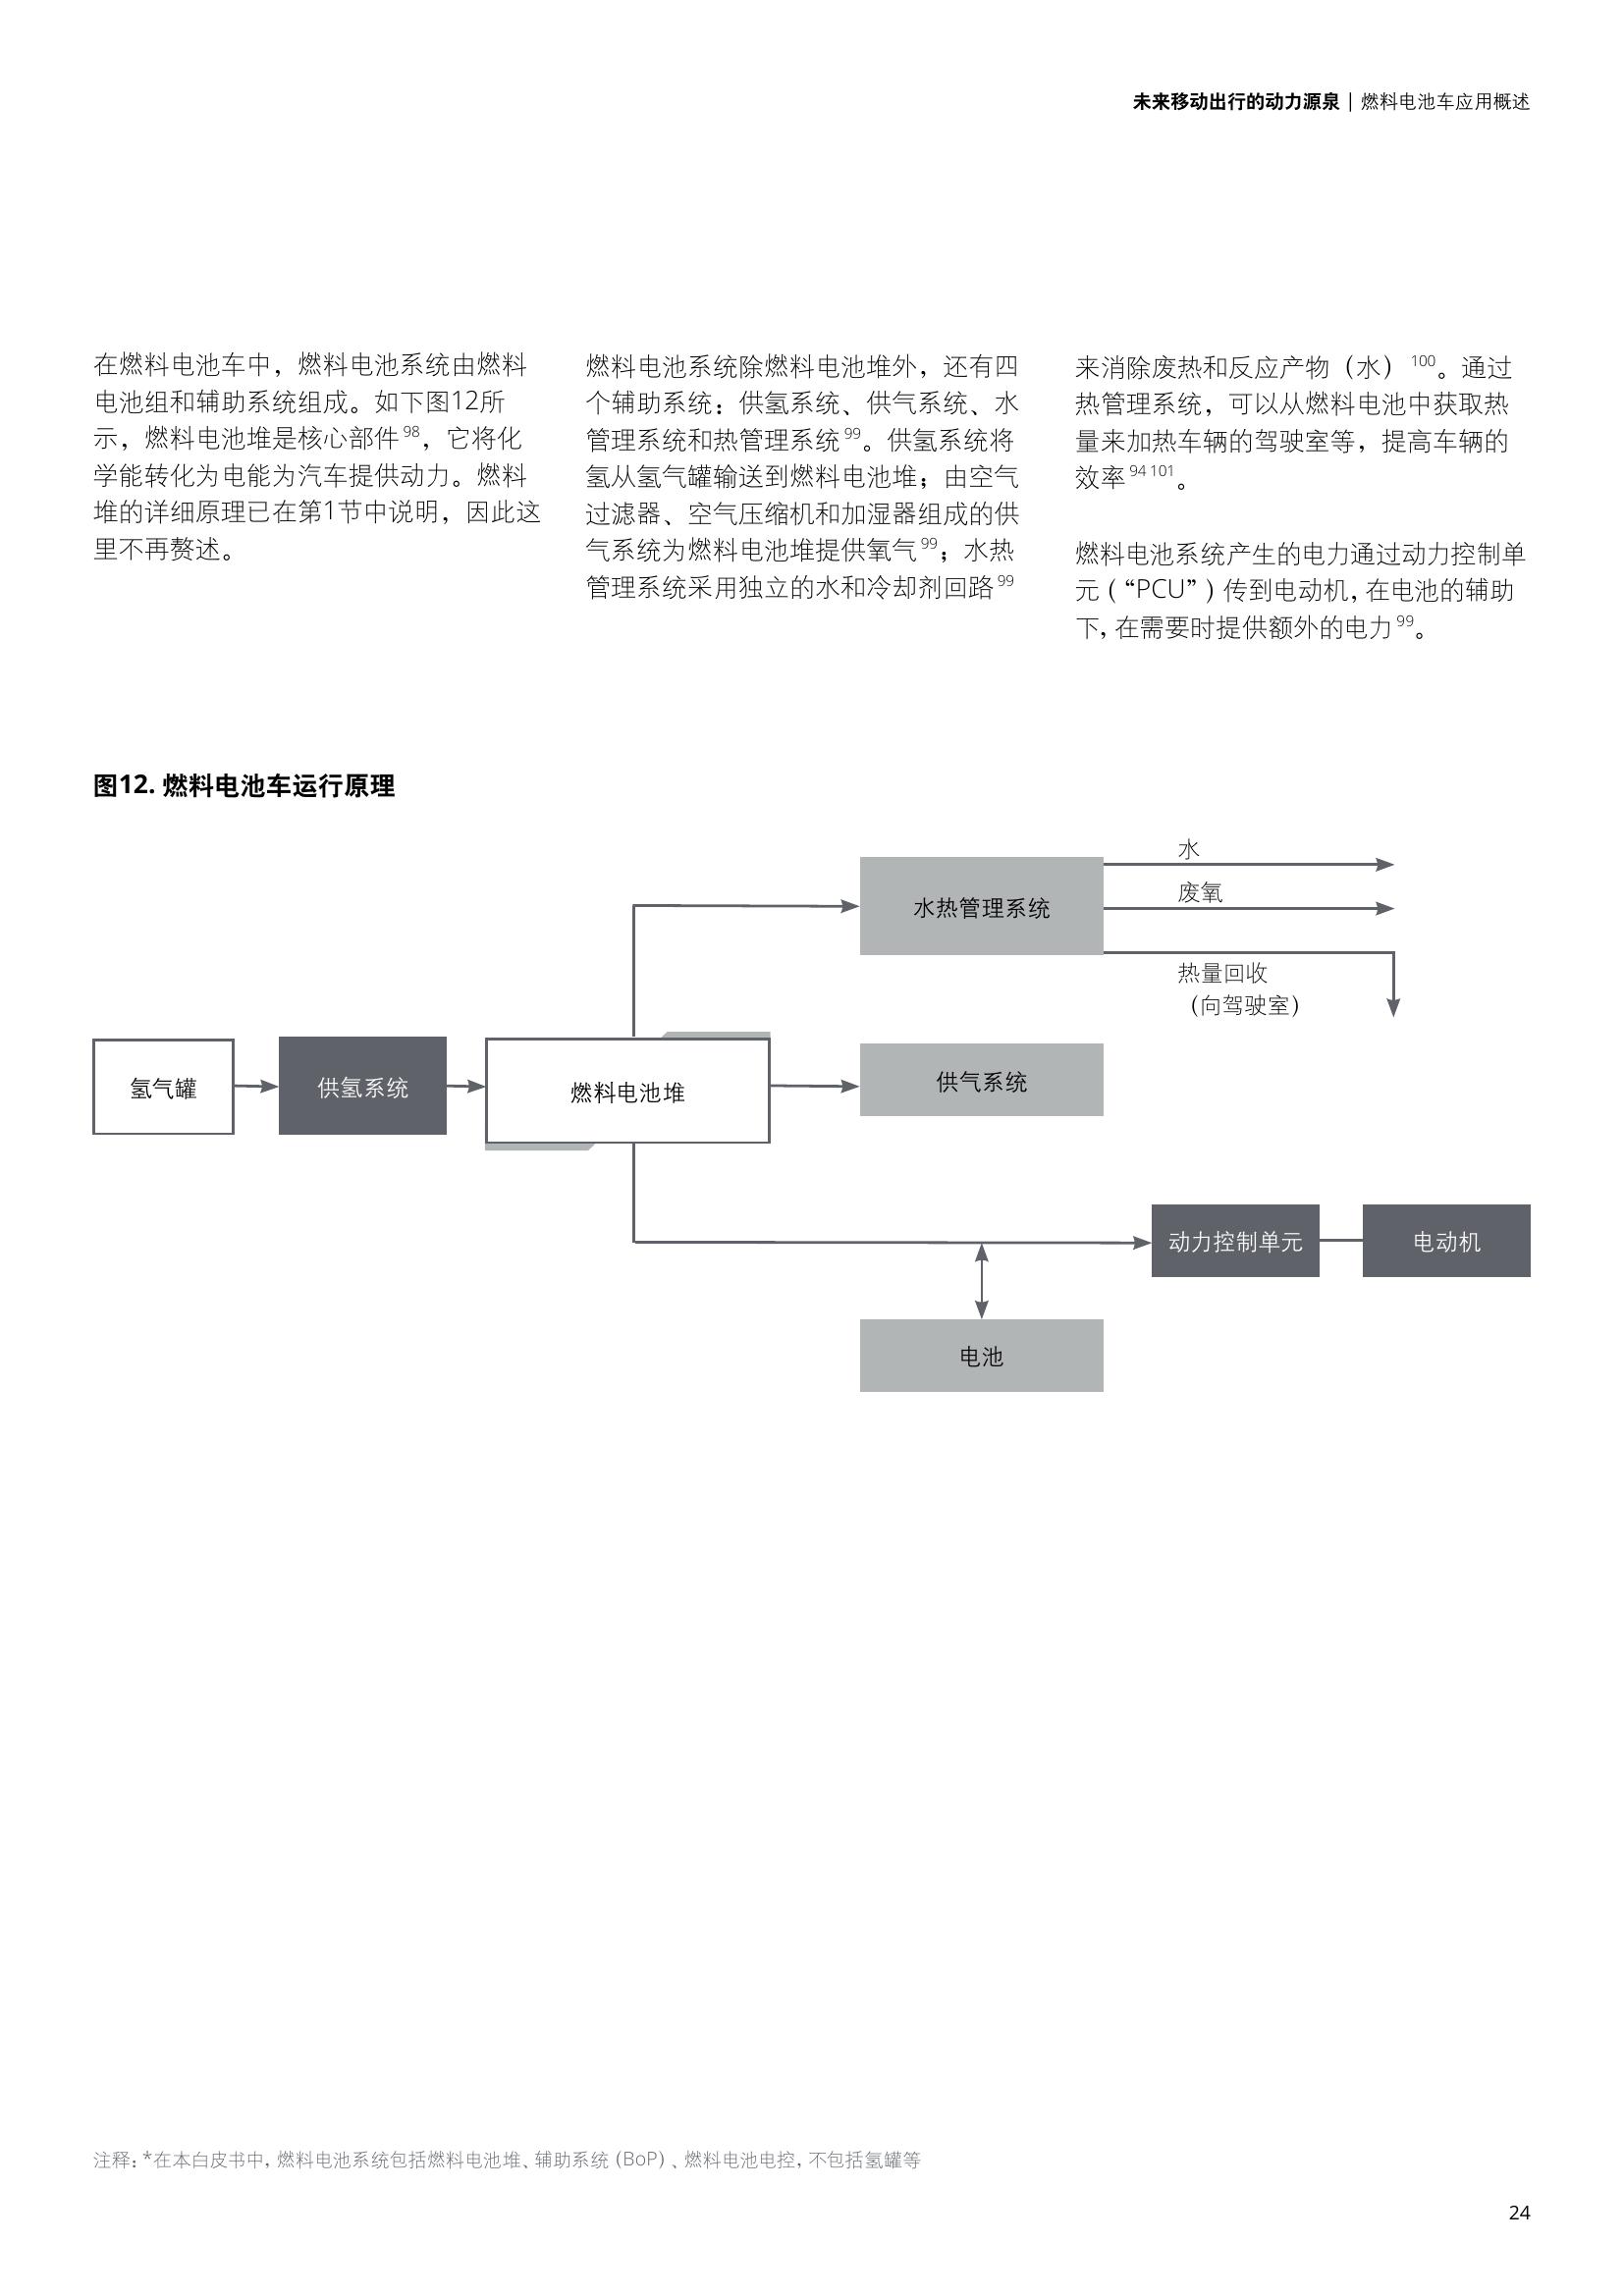 未来移动出行的动力源泉 | 燃料电池车应用概述
在燃料电池车中，燃料电池系统由燃料
电池组和辅助系统组成。如下图12所
示，燃料电池堆是核心部件98，它将化
学能转化为电能为汽车提供动力。燃料
堆的详细原理已在第1节中说明，因此这
里不再赘述。
燃料电池系统除燃料电池堆外，还有四
个辅助系统：供氢系统、供气系统、水
管理系统和热管理系统99。供氢系统将
氢从氢气罐输送到燃料电池堆；由空气
过滤器、空气压缩机和加湿器组成的供
气系统为燃料电池堆提供氧气99；水热
管理系统采用独立的水和冷却剂回路99
来消除废热和反应产物（水）100。通过
热管理系统，可以从燃料电池中获取热
量来加热车辆的驾驶室等，提高车辆的
效率94 101。
燃料电池系统产生的电力通过动力控制单
元 ( “PCU” ) 传到电动机, 在电池的辅助
下, 在需要时提供额外的电力99。
图12. 燃料电池车运行原理
水
废氧
水热管理系统
热量回收
（向驾驶室）
氢气罐
供氢系统
燃料电池堆
供气系统
动力控制单元
电动机
电池
注释: *在本白皮书中, 燃料电池系统包括燃料电池堆、辅助系统 (BoP) 、燃料电池电控, 不包括氢罐等
24